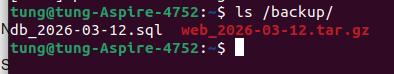 tung@tung-Aspire-4752:~$ ls /backup/
db_2026-03-12.sql  web_2026-03-12.tar.gz
tung@tung-Aspire-4752:~$